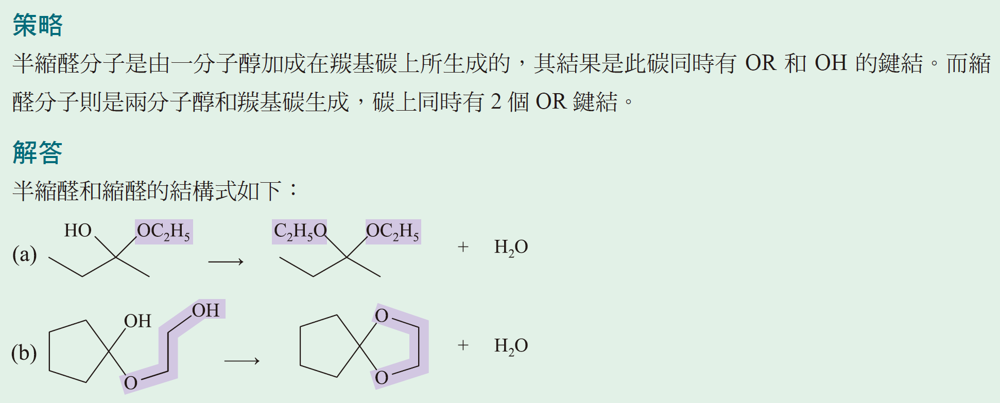 策略
半縮醛分子是由一分子醇加成在羰基碳上所生成的，其結果是此碳同時有 OR 和 OH 的鍵結。而縮
醛分子則是兩分子醇和羰基碳生成，碳上同時有 2 個 OR 鍵結。
解答
半縮醛和縮醛的結構式如下：
(a) HO OC₂H₅ C₂H₅O OC₂H₅ + H₂O
(b) OH OH O O O + H₂O